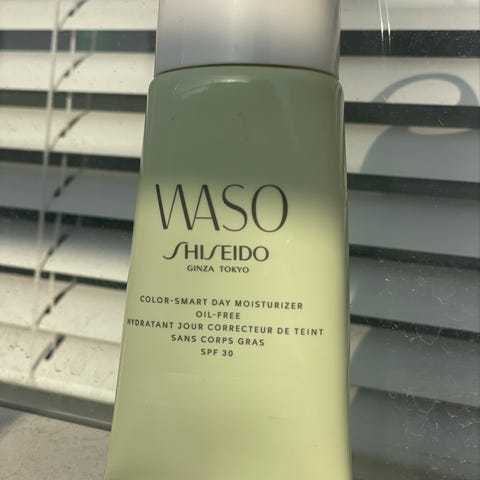 WASO
SHISEIDO
GINZA TOKYO
COLOR-SMART DAY MOISTURIZER
OIL-FREE
HYDRATANT JOUR CORRECTEUR DE TEINT
SANS CORPS GRAS
SPF 30